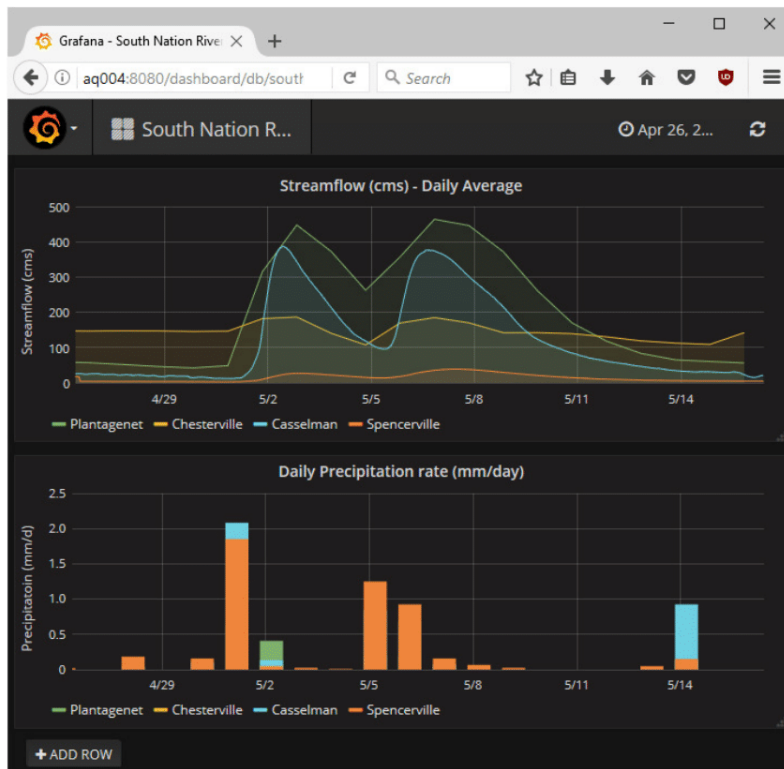 Grafana - South Nation Rive
aq004:8080/dashboard/db/south
Search
South Nation R...
Apr 26, 2...
Streamflow (cms) - Daily Average
Streamflow (cms)
500
400
300
200
100
0
4/29 5/2 5/5 5/8 5/11 5/14
Plantagenet Chesterville Casselman Spencerville
Daily Precipitation rate (mm/day)
Precipitatoin (mm/d)
2.5
2.0
1.5
1.0
0.5
0
4/29 5/2 5/5 5/8 5/11 5/14
Plantagenet Chesterville Casselman Spencerville
+ ADD ROW